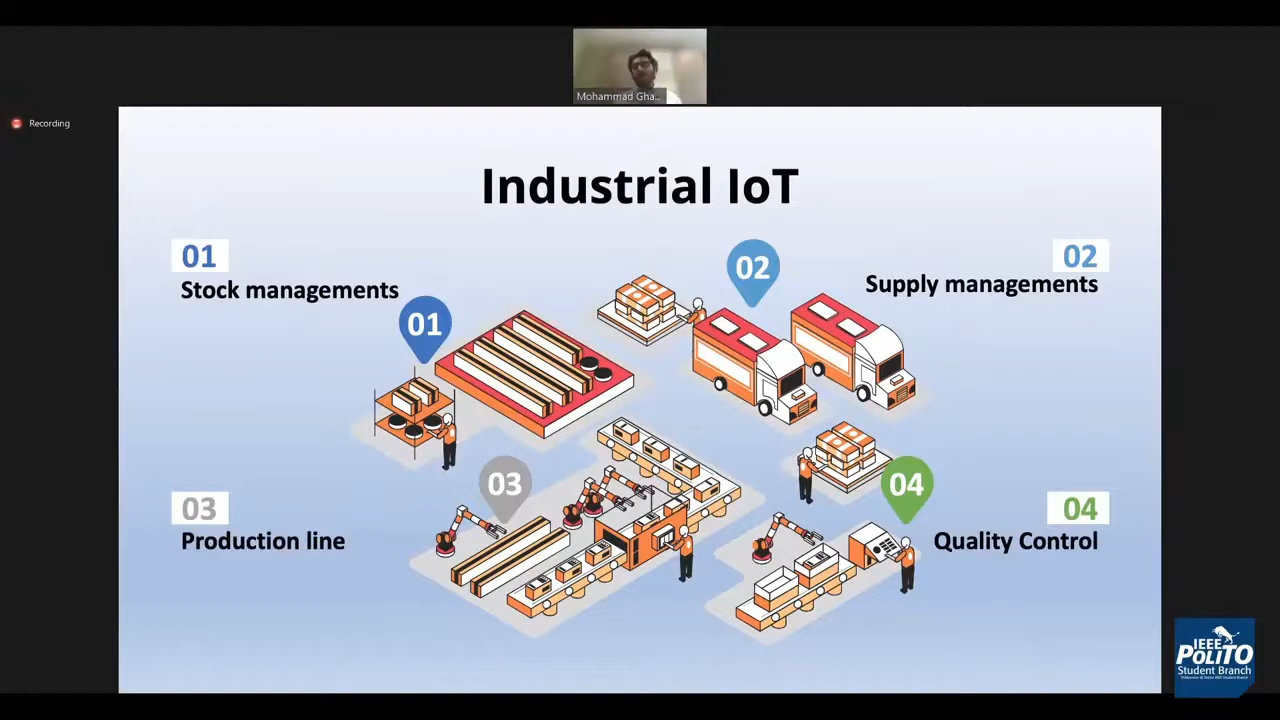 Mohammad Gha...
Recording
Industrial IoT
01
Stock managements
02
Supply managements
01
02
03
Production line
03
04
04
Quality Control
IEEE
PoliTO
Student Branch